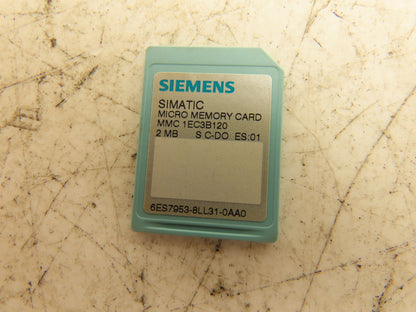 SIEMENS
SIMATIC
MICRO MEMORY CARD
MMC 1EC3B120
2 MB S C-DO ES:01
6ES7953-8LL31-0AA0